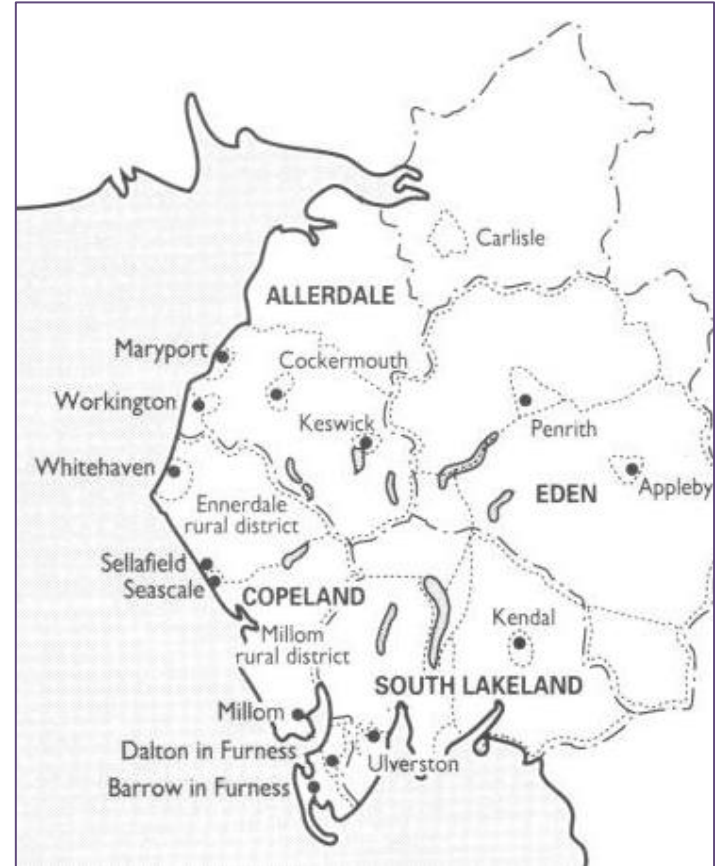 Carlisle
ALLERDALE
Maryport
Cockermouth
Workington
Keswick
Penrith
Whitehaven
EDEN
Appleby
Ennerdale
rural district
Sellafield
Seascale
COPELAND
Kendal
Millom
rural district
SOUTH LAKELAND
Millom
Dalton in Furness
Ulverston
Barrow in Furness